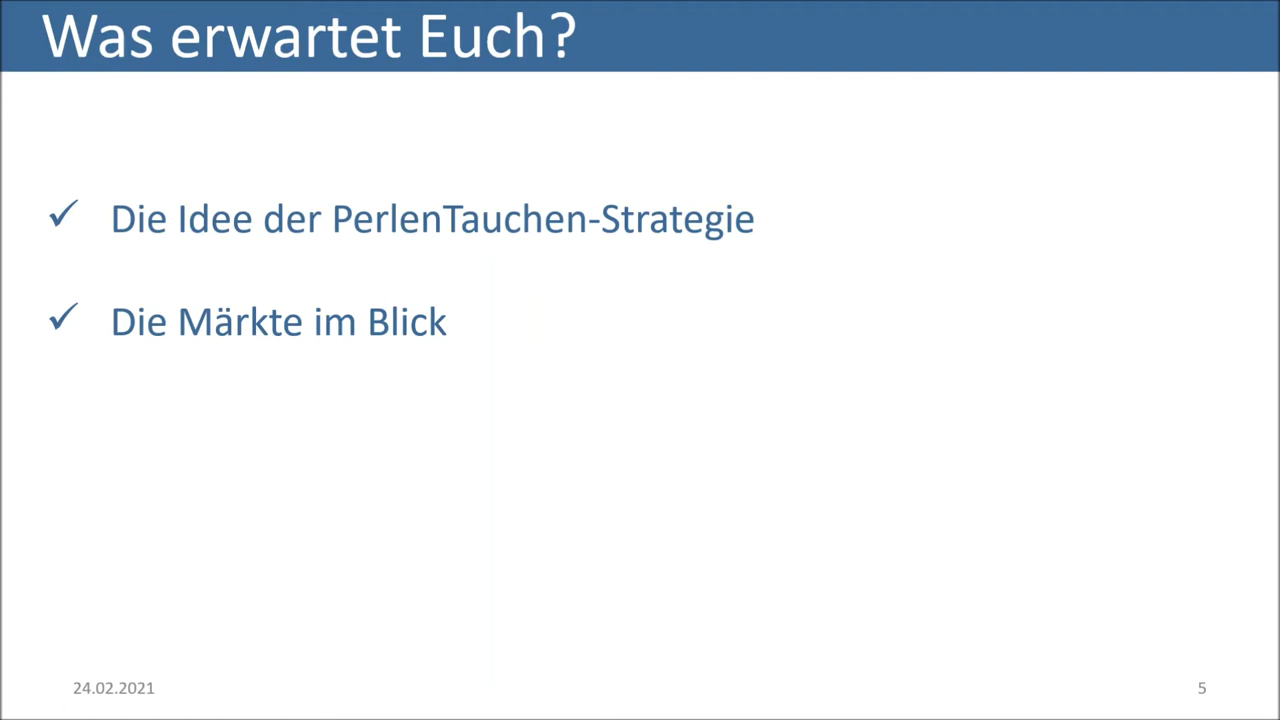 Was erwartet Euch?
✓ Die Idee der PerlenTauchen-Strategie
✓ Die Märkte im Blick
24.02.2021
5